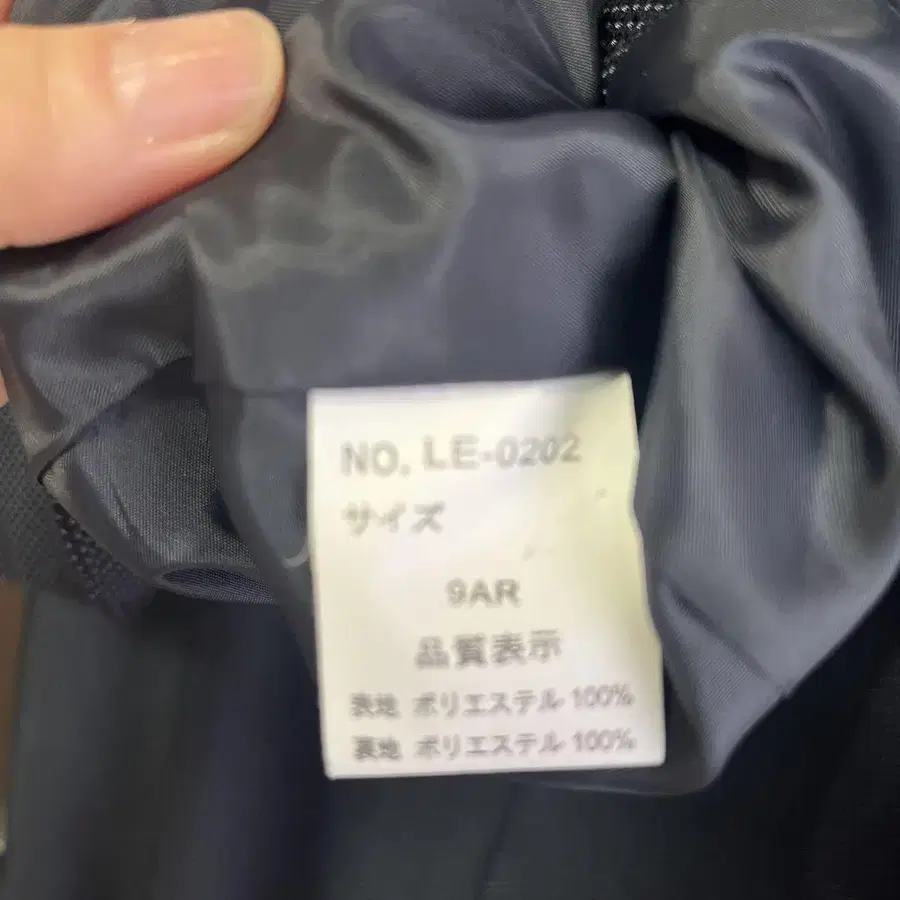 NO. LE-0202
サイズ
9AR
品質表示
表地 ポリエステル 100%
裏地 ポリエステル 100%